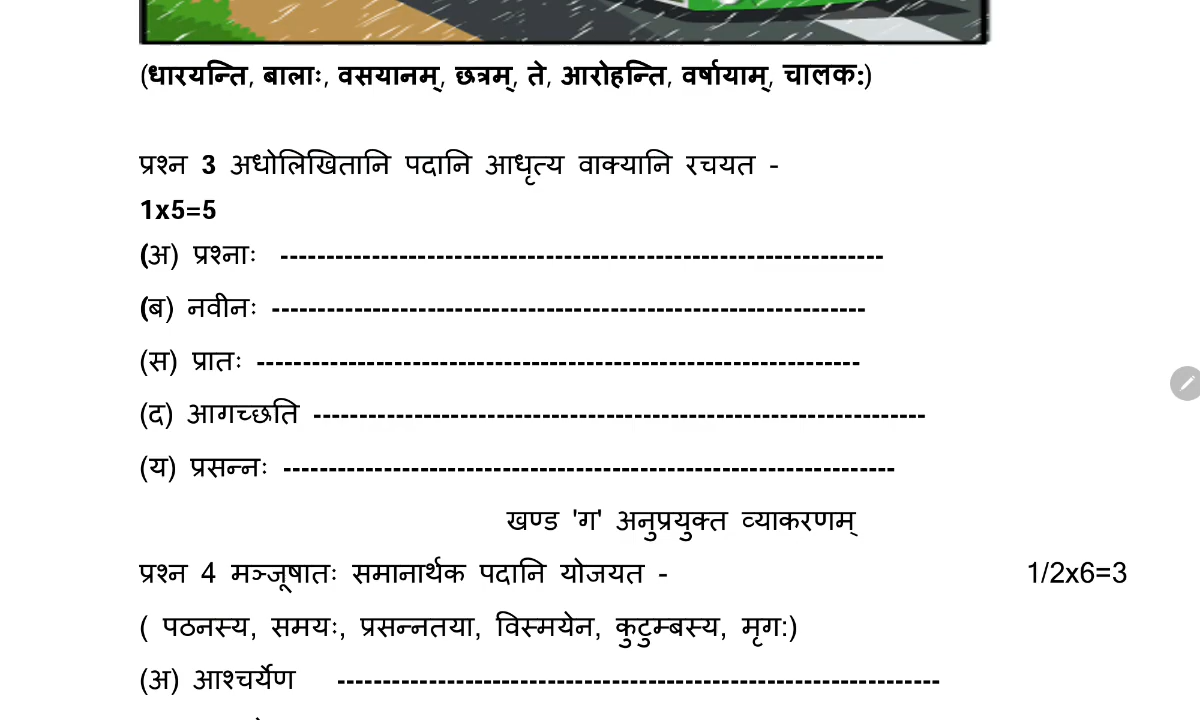 (धारयन्ति, बालाः, वसयानम्, छत्रम्, ते, आरोहन्ति, वर्षायाम्, चालक:)
प्रश्न 3 अधोलिखितानि पदानि आधृत्य वाक्यानि रचयत -
1x5=5
(अ) प्रश्नाः ------------------------------------------------------------------
(ब) नवीनः -----------------------------------------------------------------
(स) प्रातः ------------------------------------------------------------------
(द) आगच्छति -------------------------------------------------------------------
(य) प्रसन्नः -------------------------------------------------------------------
खण्ड 'ग' अनुप्रयुक्त व्याकरणम्
प्रश्न 4 मञ्जूषातः समानार्थक पदानि योजयत - 1/2x6=3
( पठनस्य, समयः, प्रसन्नतया, विस्मयेन, कुटुम्बस्य, मृग:)
(अ) आश्चर्येण ------------------------------------------------------------------